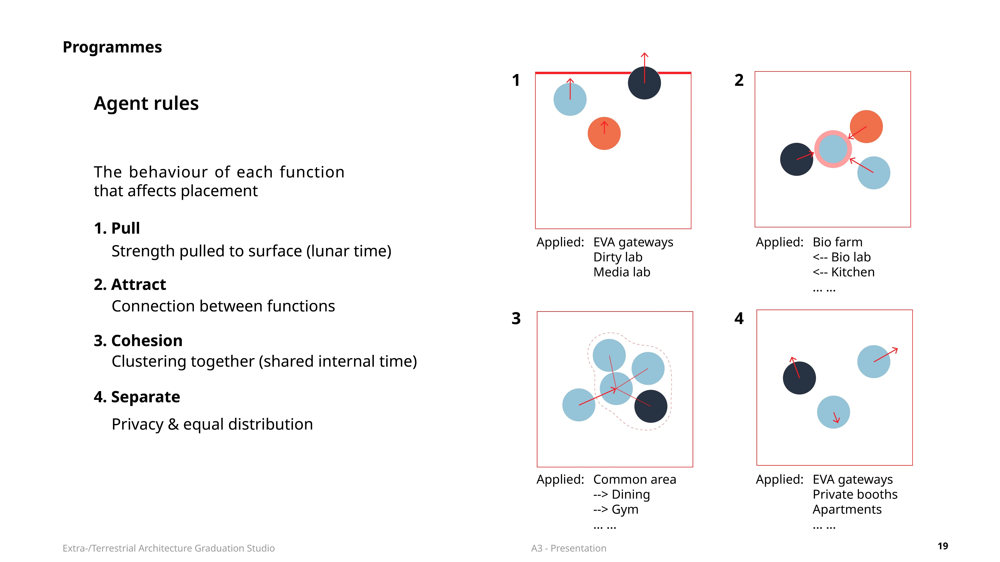 Programmes
Agent rules
The behaviour of each function
that affects placement
1. Pull
Strength pulled to surface (lunar time)
2. Attract
Connection between functions
3. Cohesion
Clustering together (shared internal time)
4. Separate
Privacy & equal distribution
1
Applied: EVA gateways
Dirty lab
Media lab
2
Applied: Bio farm
<-- Bio lab
<-- Kitchen
... ...
3
Applied: Common area
--> Dining
--> Gym
... ...
4
Applied: EVA gateways
Private booths
Apartments
... ...
Extra-/Terrestrial Architecture Graduation Studio
A3 - Presentation
19